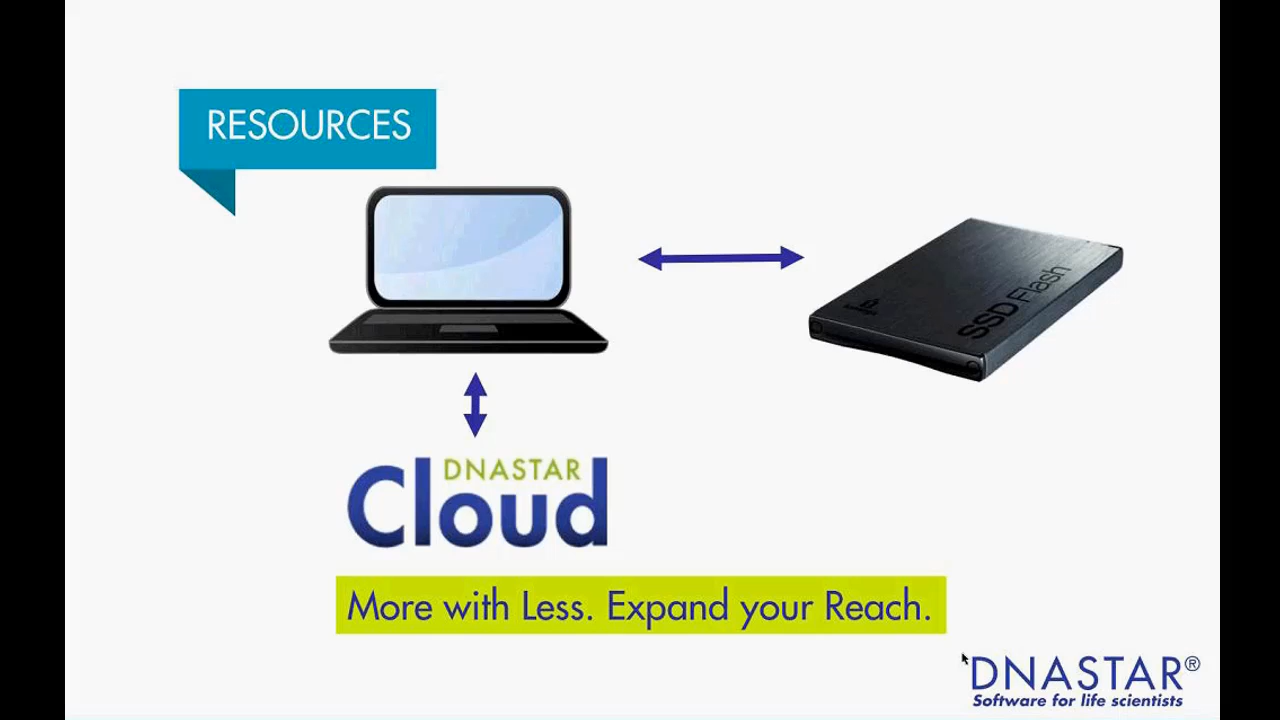 RESOURCES
SSD Flash
DNASTAR
Cloud
More with Less. Expand your Reach.
DNASTAR®
Software for life scientists